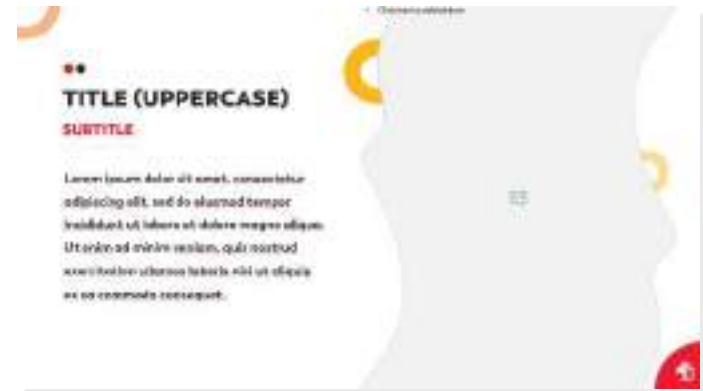 TITLE (UPPERCASE)
SUBTITLE
Lorem ipsum dolor sit amet, consectetur
adipiscing elit, sed do eiusmod tempor
incididunt ut labore et dolore magna aliqua.
Ut enim ad minim veniam, quis nostrud
exercitation ullamco laboris nisi ut aliquip
ex ea commodo consequat.